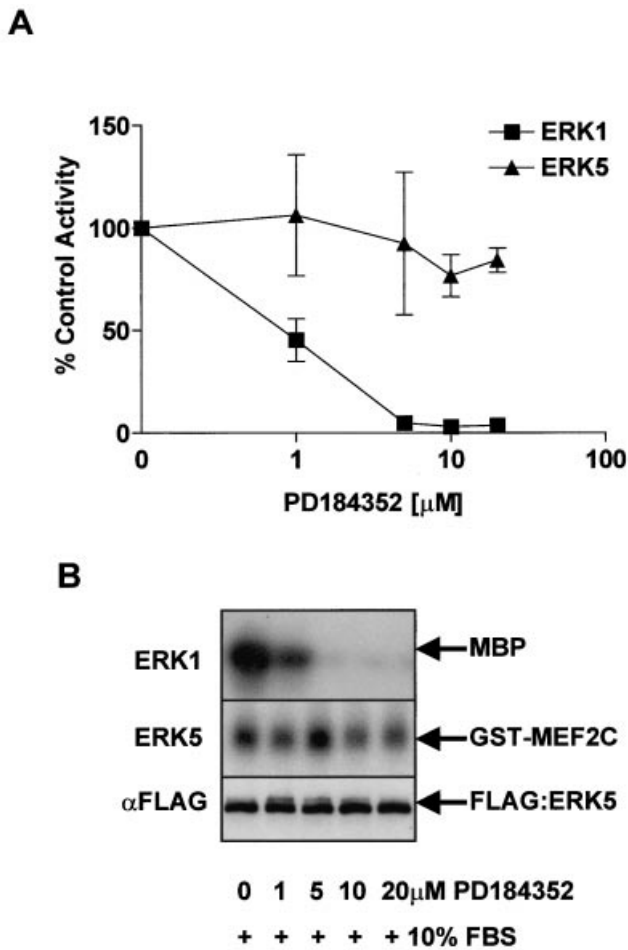 A
150
100
50
0
% Control Activity
ERK1
ERK5
0 1 10 100
PD184352 [μM]
B
ERK1 MBP
ERK5 GST-MEF2C
αFLAG FLAG:ERK5
0 1 5 10 20μM PD184352
+ + + + + 10% FBS